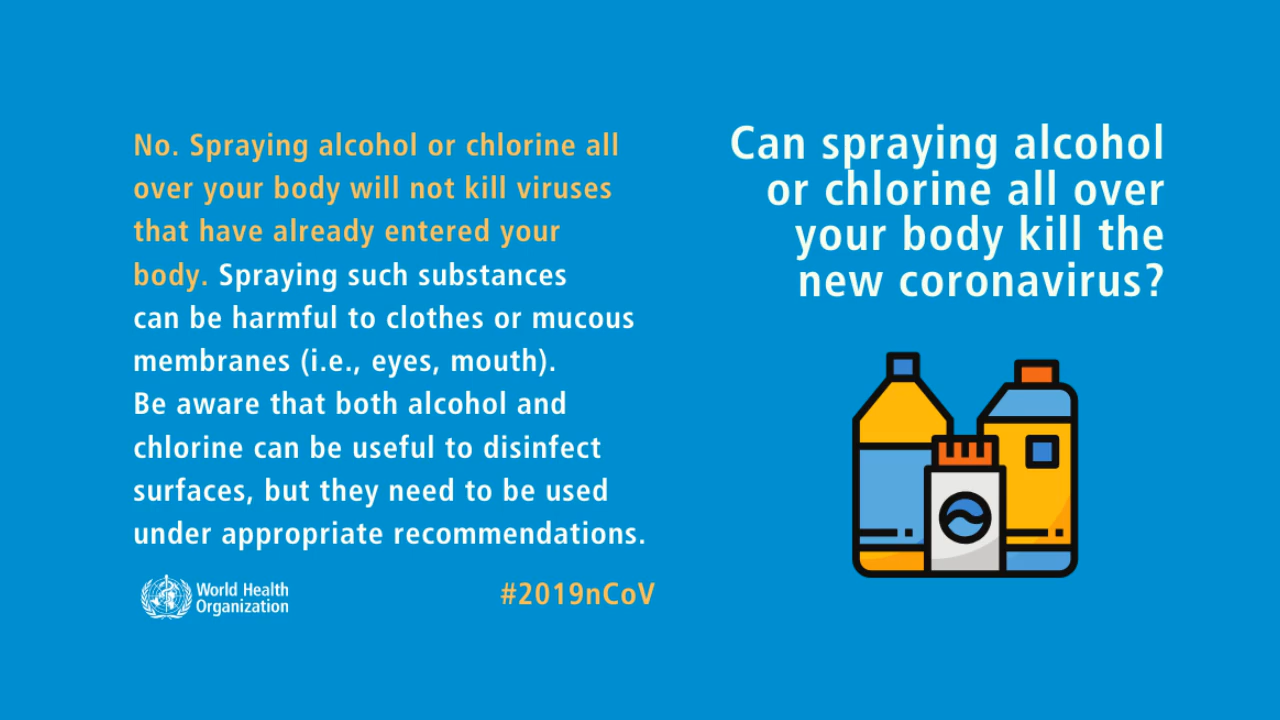 No. Spraying alcohol or chlorine all
over your body will not kill viruses
that have already entered your
body. Spraying such substances
can be harmful to clothes or mucous
membranes (i.e., eyes, mouth).
Be aware that both alcohol and
chlorine can be useful to disinfect
surfaces, but they need to be used
under appropriate recommendations.
World Health
Organization
#2019nCoV
Can spraying alcohol
or chlorine all over
your body kill the
new coronavirus?